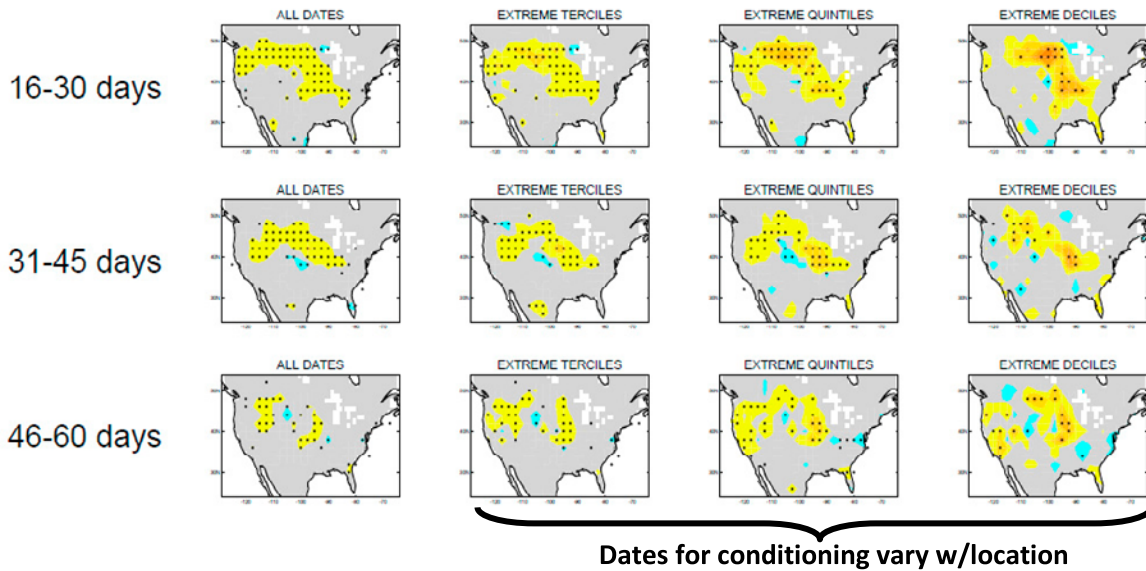 ALL DATES EXTREME TERCILES EXTREME QUINTILES EXTREME DECILES
16-30 days
ALL DATES EXTREME TERCILES EXTREME QUINTILES EXTREME DECILES
31-45 days
ALL DATES EXTREME TERCILES EXTREME QUINTILES EXTREME DECILES
46-60 days
Dates for conditioning vary w/location